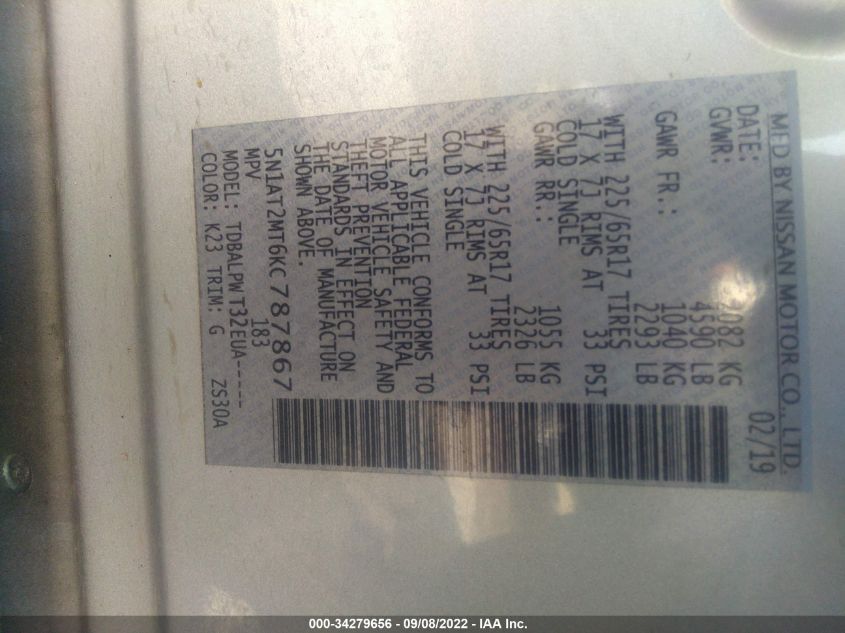 MFD BY NISSAN MOTOR CO., LTD.
DATE: 02/19
GVWR: 2082 KG
4590 LB
GAWR FR.: 1040 KG
2293 LB
WITH 225/65R17 TIRES
17 X 7J RIMS AT 33 PSI
COLD SINGLE
GAWR RR.: 1055 KG
2326 LB
WITH 225/65R17 TIRES
17 X 7J RIMS AT 33 PSI
COLD SINGLE
THIS VEHICLE CONFORMS TO
ALL APPLICABLE FEDERAL
MOTOR VEHICLE SAFETY AND
THEFT PREVENTION
STANDARDS IN EFFECT ON
THE DATE OF MANUFACTURE
SHOWN ABOVE.
5N1AT2MT6KC787867
MPV 183
MODEL: TDBALPWT32EUA-----
COLOR: K23 TRIM: G ZS30A
000-34279656 - 09/08/2022 - IAA Inc.